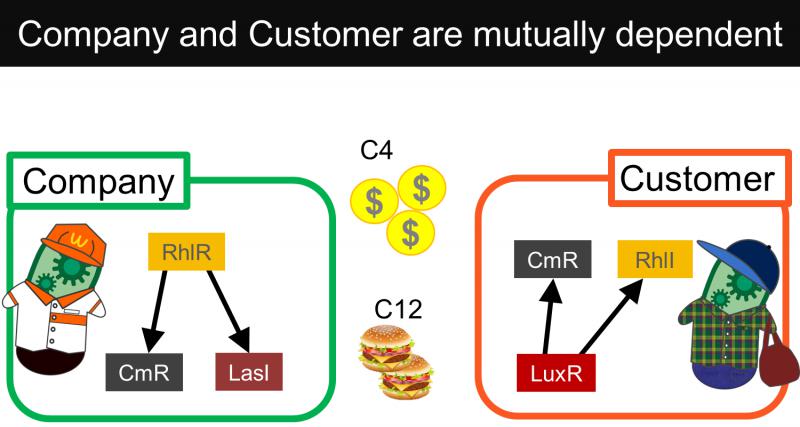 Company and Customer are mutually dependent
C4
Company
Customer
$
$
$
W
RhlR
CmR
RhlI
C12
CmR
LasI
LuxR